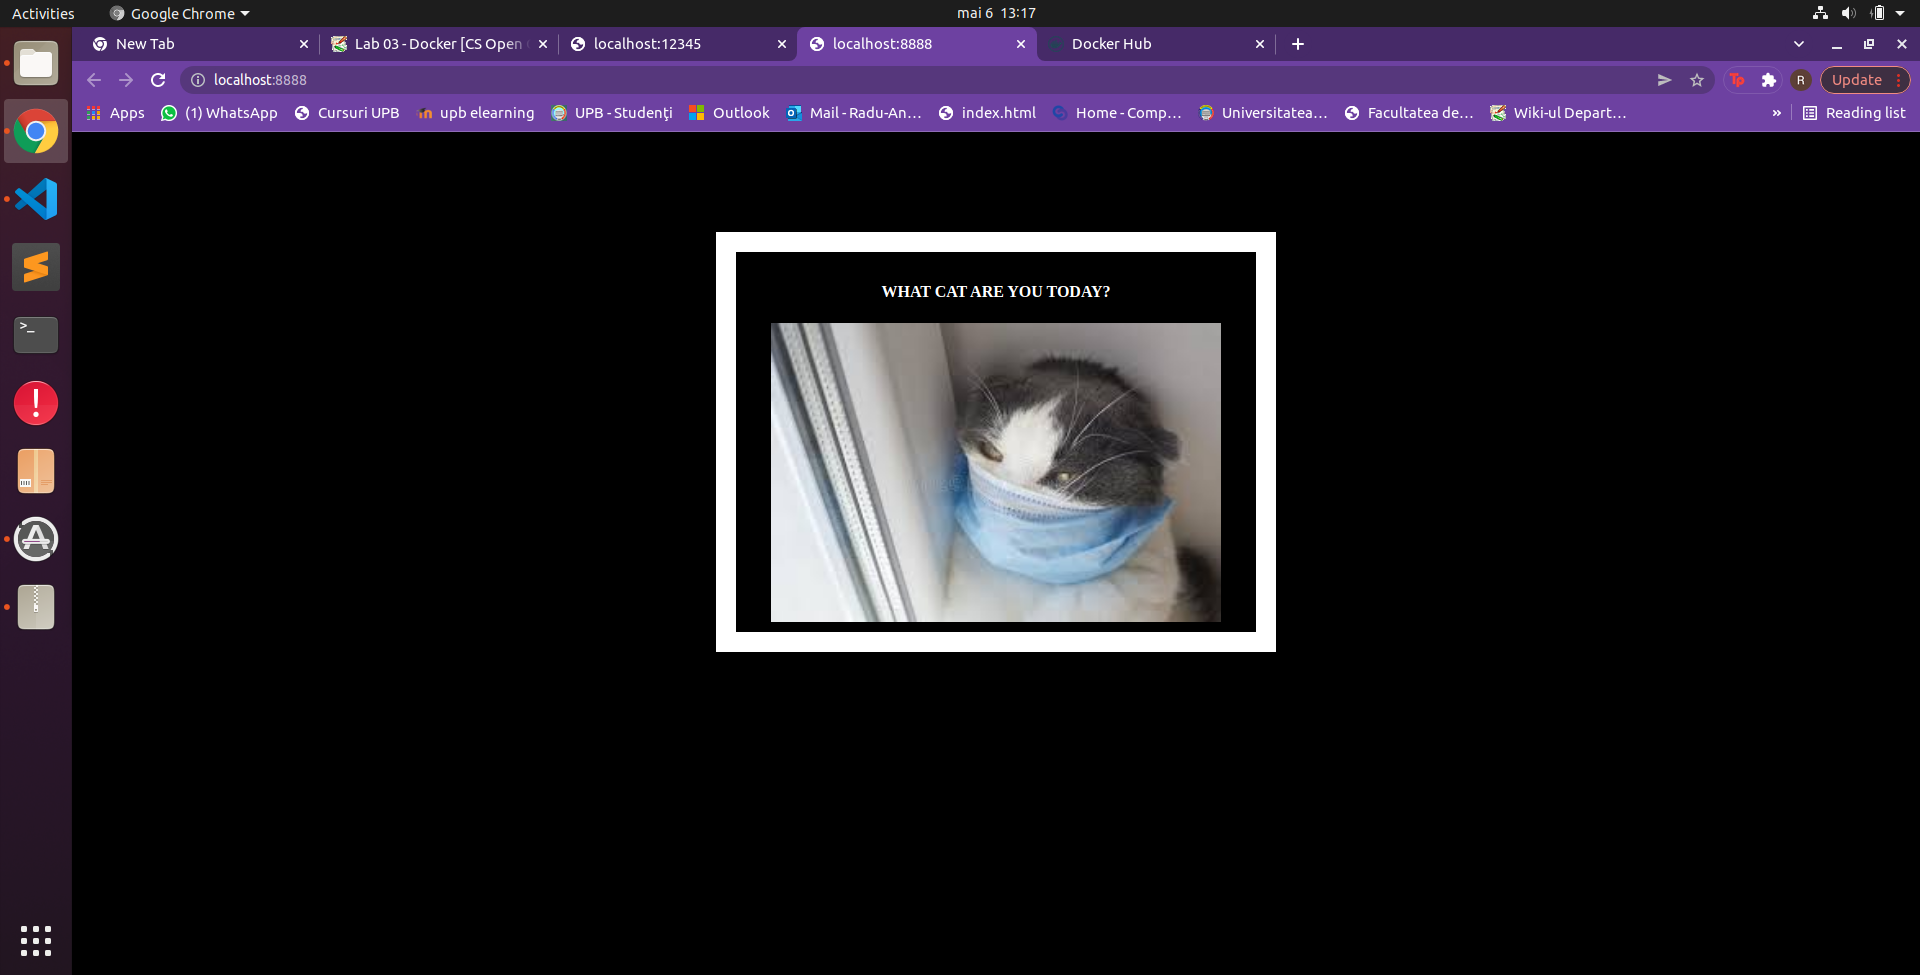 Activities
Google Chrome
mai 6 13:17
New Tab
Lab 03 - Docker [CS Open
localhost:12345
localhost:8888
Docker Hub
localhost:8888
Tp
R
Update
Apps
(1) WhatsApp
Cursuri UPB
upb elearning
UPB - Studenţi
Outlook
Mail - Radu-An…
index.html
Home - Comp…
Universitatea…
Facultatea de…
Wiki-ul Depart…
»
Reading list
>_
WHAT CAT ARE YOU TODAY?